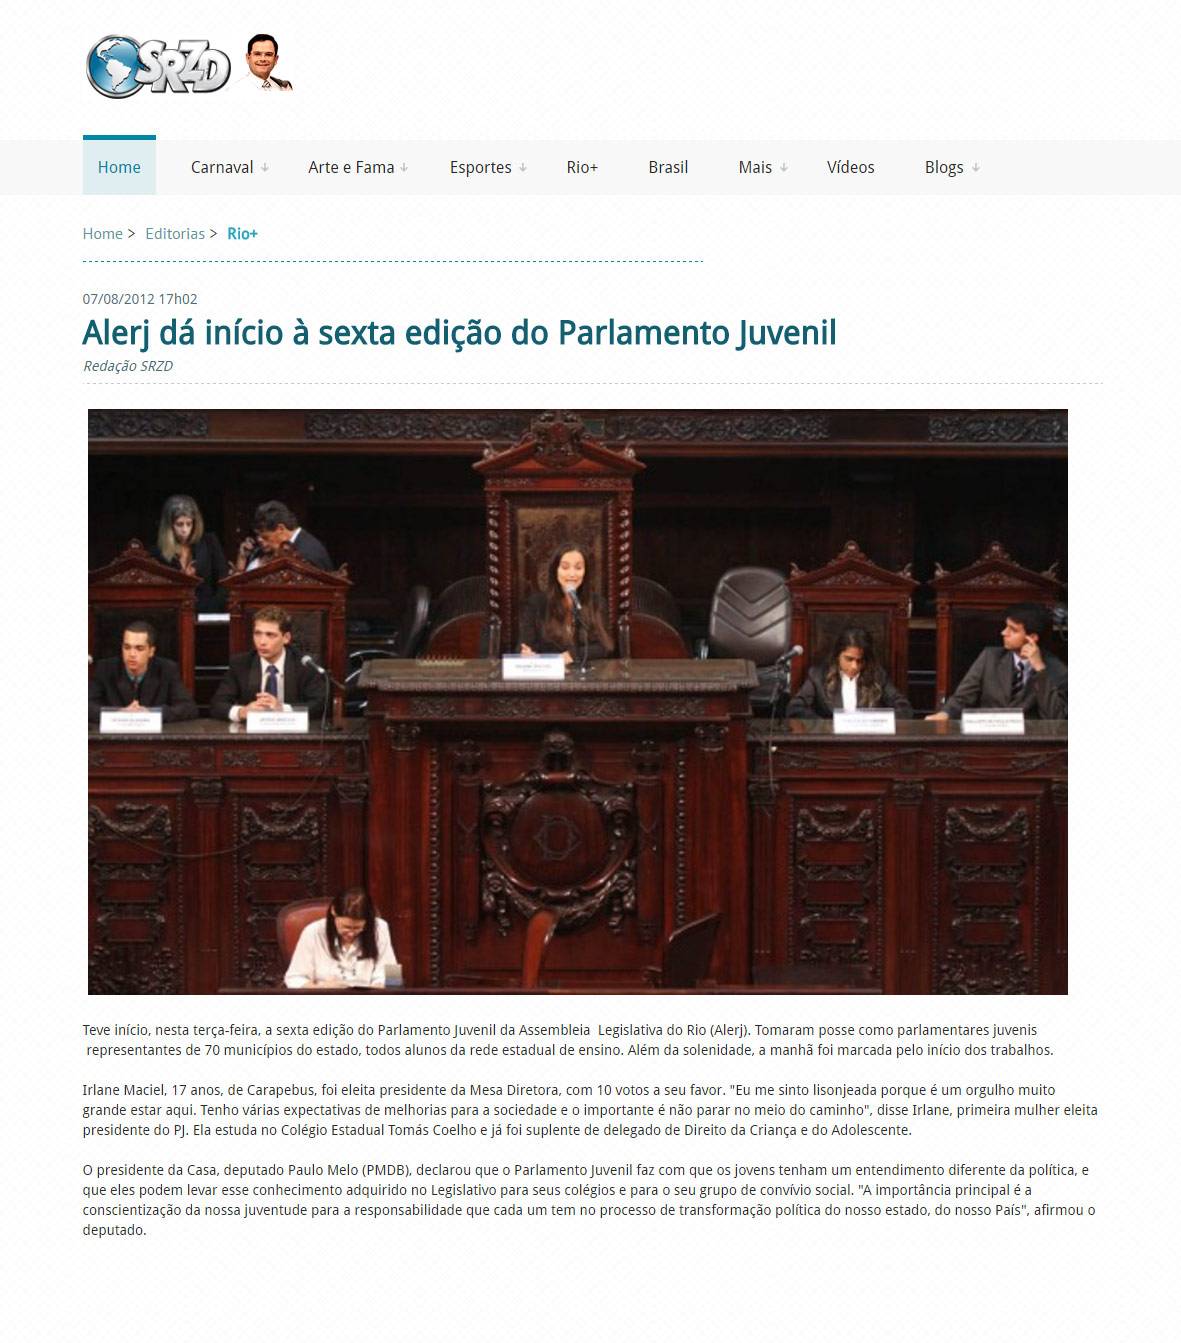 SRZD
Home Carnaval Arte e Fama Esportes Rio+ Brasil Mais Vídeos Blogs
Home > Editorias > Rio+
07/08/2012 17h02
Alerj dá início à sexta edição do Parlamento Juvenil
Redação SRZD
Teve início, nesta terça-feira, a sexta edição do Parlamento Juvenil da Assembleia Legislativa do Rio (Alerj). Tomaram posse como parlamentares juvenis
representantes de 70 municípios do estado, todos alunos da rede estadual de ensino. Além da solenidade, a manhã foi marcada pelo início dos trabalhos.
Irlane Maciel, 17 anos, de Carapebus, foi eleita presidente da Mesa Diretora, com 10 votos a seu favor. "Eu me sinto lisonjeada porque é um orgulho muito
grande estar aqui. Tenho várias expectativas de melhorias para a sociedade e o importante é não parar no meio do caminho", disse Irlane, primeira mulher eleita
presidente do PJ. Ela estuda no Colégio Estadual Tomás Coelho e já foi suplente de delegado de Direito da Criança e do Adolescente.
O presidente da Casa, deputado Paulo Melo (PMDB), declarou que o Parlamento Juvenil faz com que os jovens tenham um entendimento diferente da política, e
que eles podem levar esse conhecimento adquirido no Legislativo para seus colégios e para o seu grupo de convívio social. "A importância principal é a
conscientização da nossa juventude para a responsabilidade que cada um tem no processo de transformação política do nosso estado, do nosso País", afirmou o
deputado.